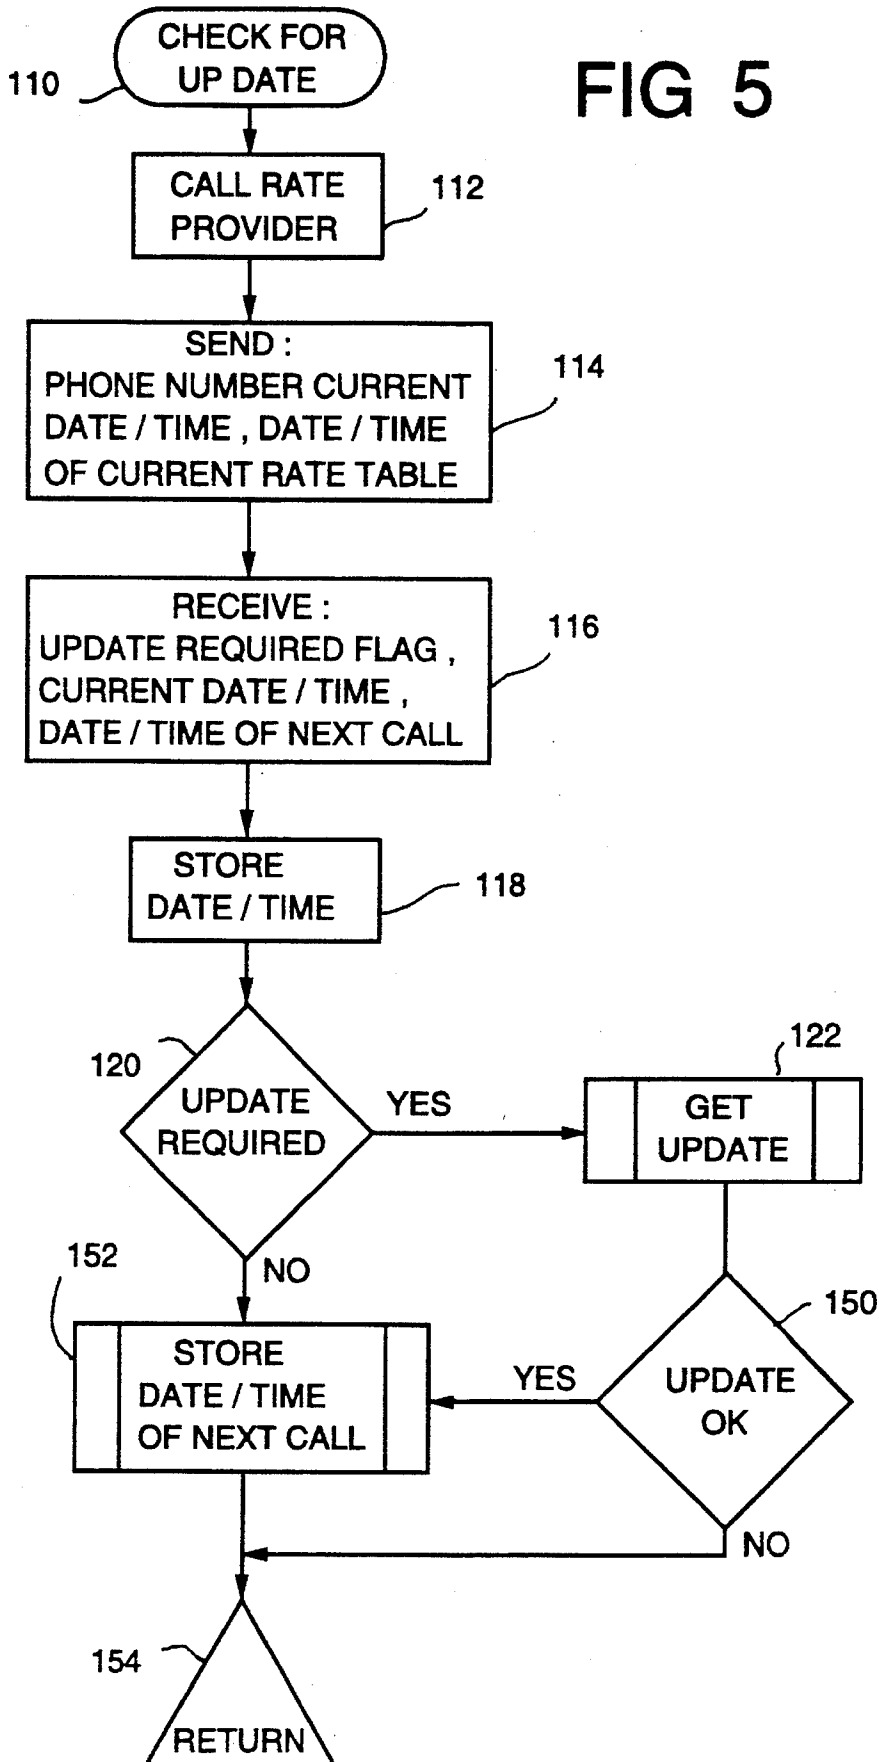 CHECK FOR
UP DATE
110
FIG 5
CALL RATE
PROVIDER
112
SEND :
PHONE NUMBER CURRENT
DATE / TIME , DATE / TIME
OF CURRENT RATE TABLE
114
RECEIVE :
UPDATE REQUIRED FLAG ,
CURRENT DATE / TIME ,
DATE / TIME OF NEXT CALL
116
STORE
DATE / TIME
118
120
UPDATE
REQUIRED
YES
122
GET
UPDATE
NO
152
STORE
DATE / TIME
OF NEXT CALL
YES
150
UPDATE
OK
NO
154
RETURN